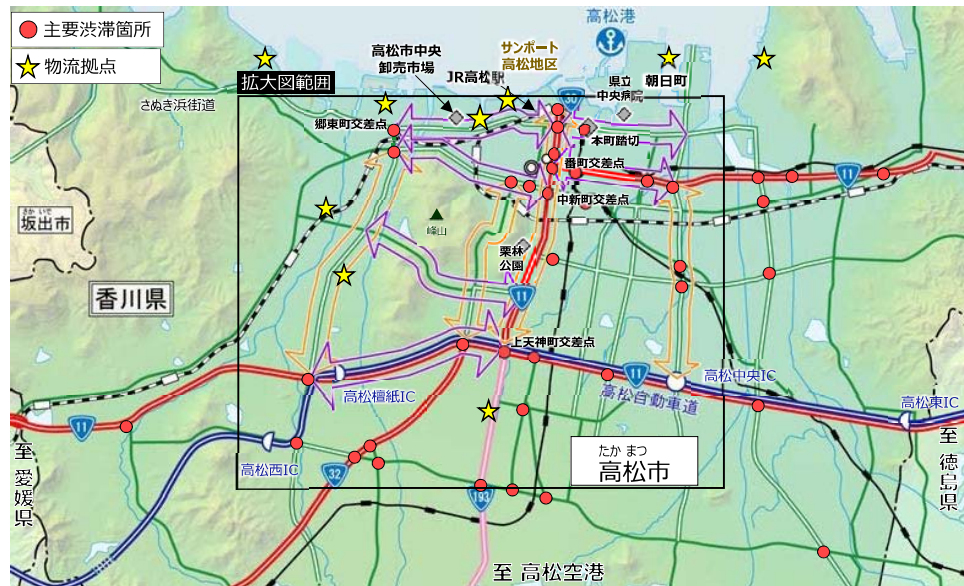 主要渋滞箇所
物流拠点
高松港
高松市中央
卸売市場
サンポート
高松地区
JR高松駅
県立
中央病院
朝日町
拡大図範囲
さぬき浜街道
郷東町交差点
30
本町踏切
番町交差点
11
中新町交差点
さか いで
坂出市
峰山
栗林
公園
香川県
11
上天神町交差点
11
高松中央IC
高松自動車道
高松檀紙IC
高松東IC
11
11
至 愛媛県
高松西IC
32
たか まつ
高松市
至 徳島県
193
至 高松空港